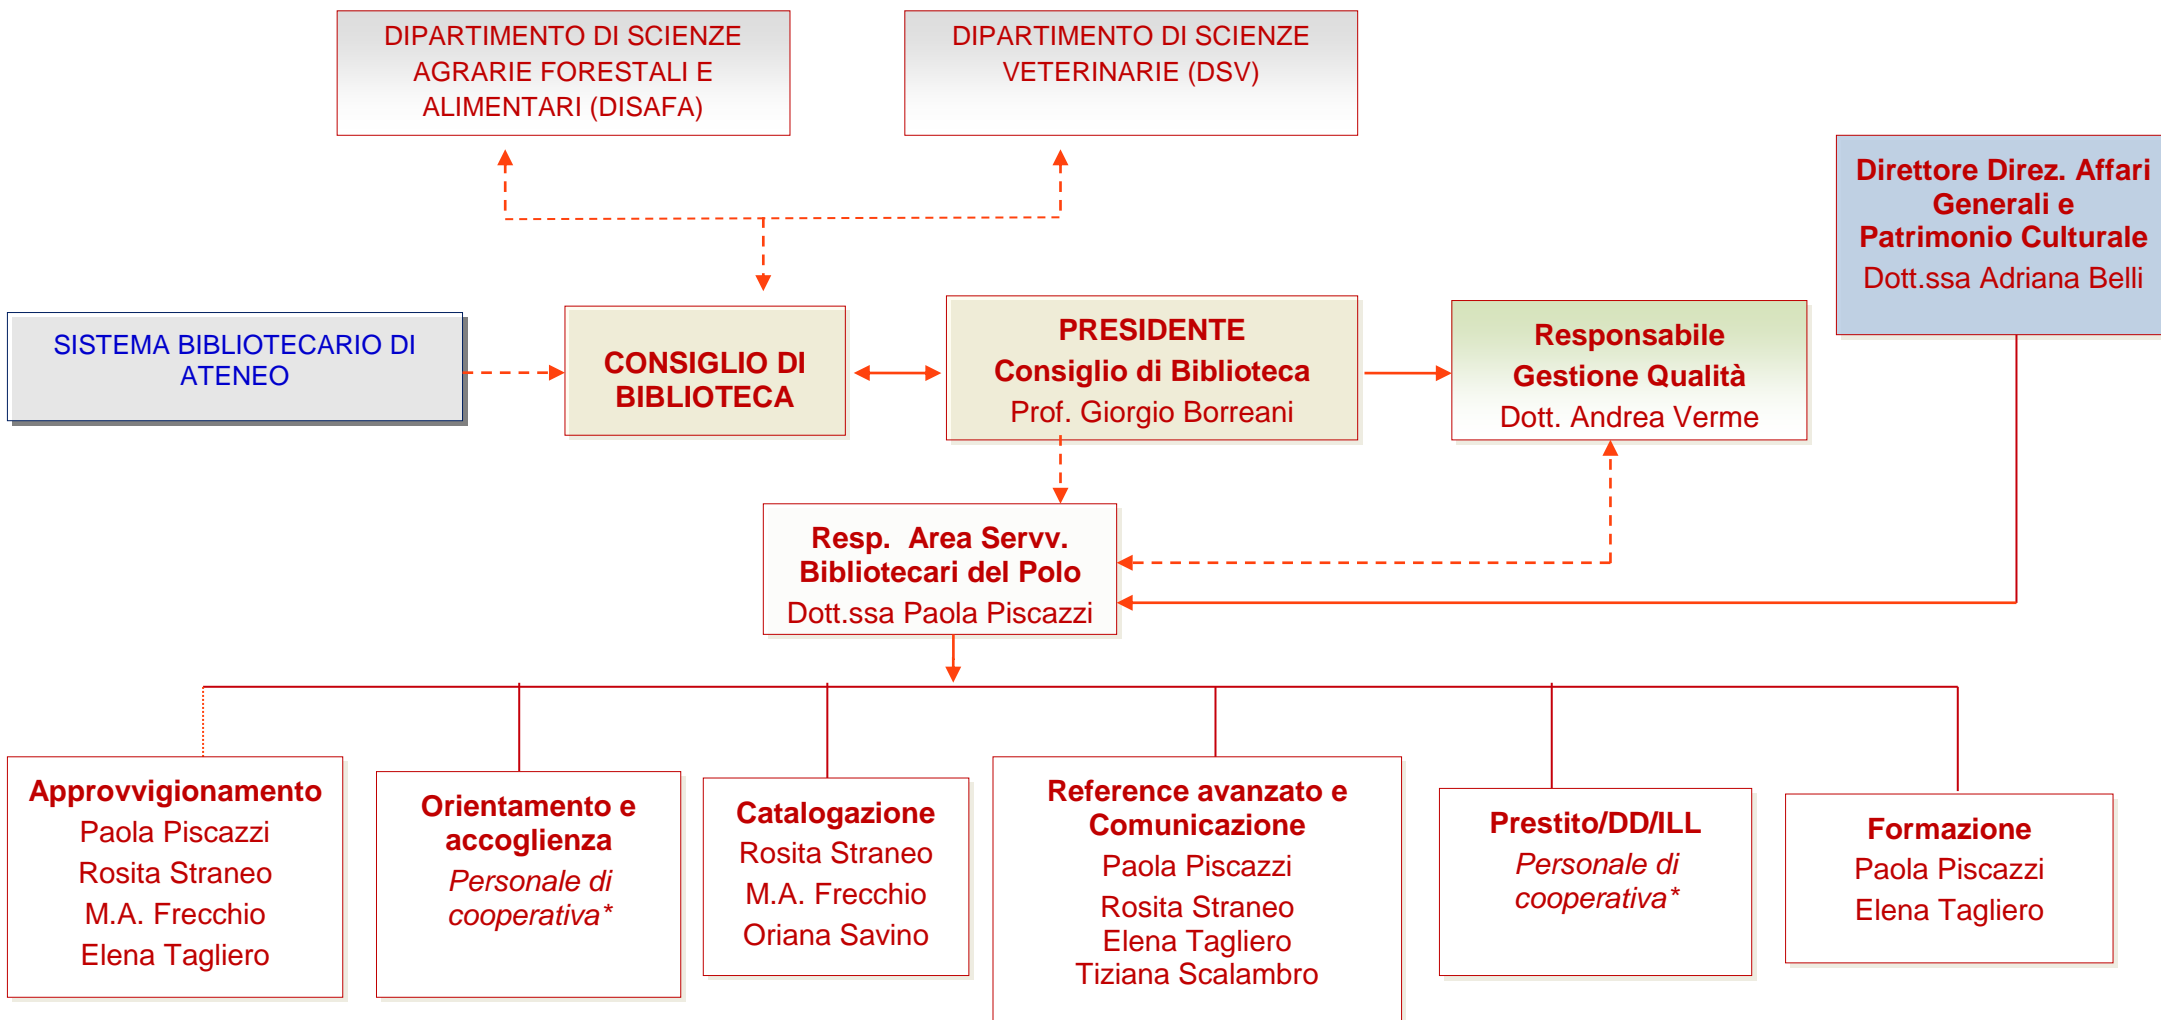 DIPARTIMENTO DI SCIENZE
AGRARIE FORESTALI E
ALIMENTARI (DISAFA)
DIPARTIMENTO DI SCIENZE
VETERINARIE (DSV)
Direttore Direz. Affari
Generali e
Patrimonio Culturale
Dott.ssa Adriana Belli
SISTEMA BIBLIOTECARIO DI
ATENEO
CONSIGLIO DI
BIBLIOTECA
PRESIDENTE
Consiglio di Biblioteca
Prof. Giorgio Borreani
Responsabile
Gestione Qualità
Dott. Andrea Verme
Resp. Area Servv.
Bibliotecari del Polo
Dott.ssa Paola Piscazzi
Approvvigionamento
Paola Piscazzi
Rosita Straneo
M.A. Frecchio
Elena Tagliero
Orientamento e
accoglienza
Personale di
cooperativa*
Catalogazione
Rosita Straneo
M.A. Frecchio
Oriana Savino
Reference avanzato e
Comunicazione
Paola Piscazzi
Rosita Straneo
Elena Tagliero
Tiziana Scalambro
Prestito/DD/ILL
Personale di
cooperativa*
Formazione
Paola Piscazzi
Elena Tagliero